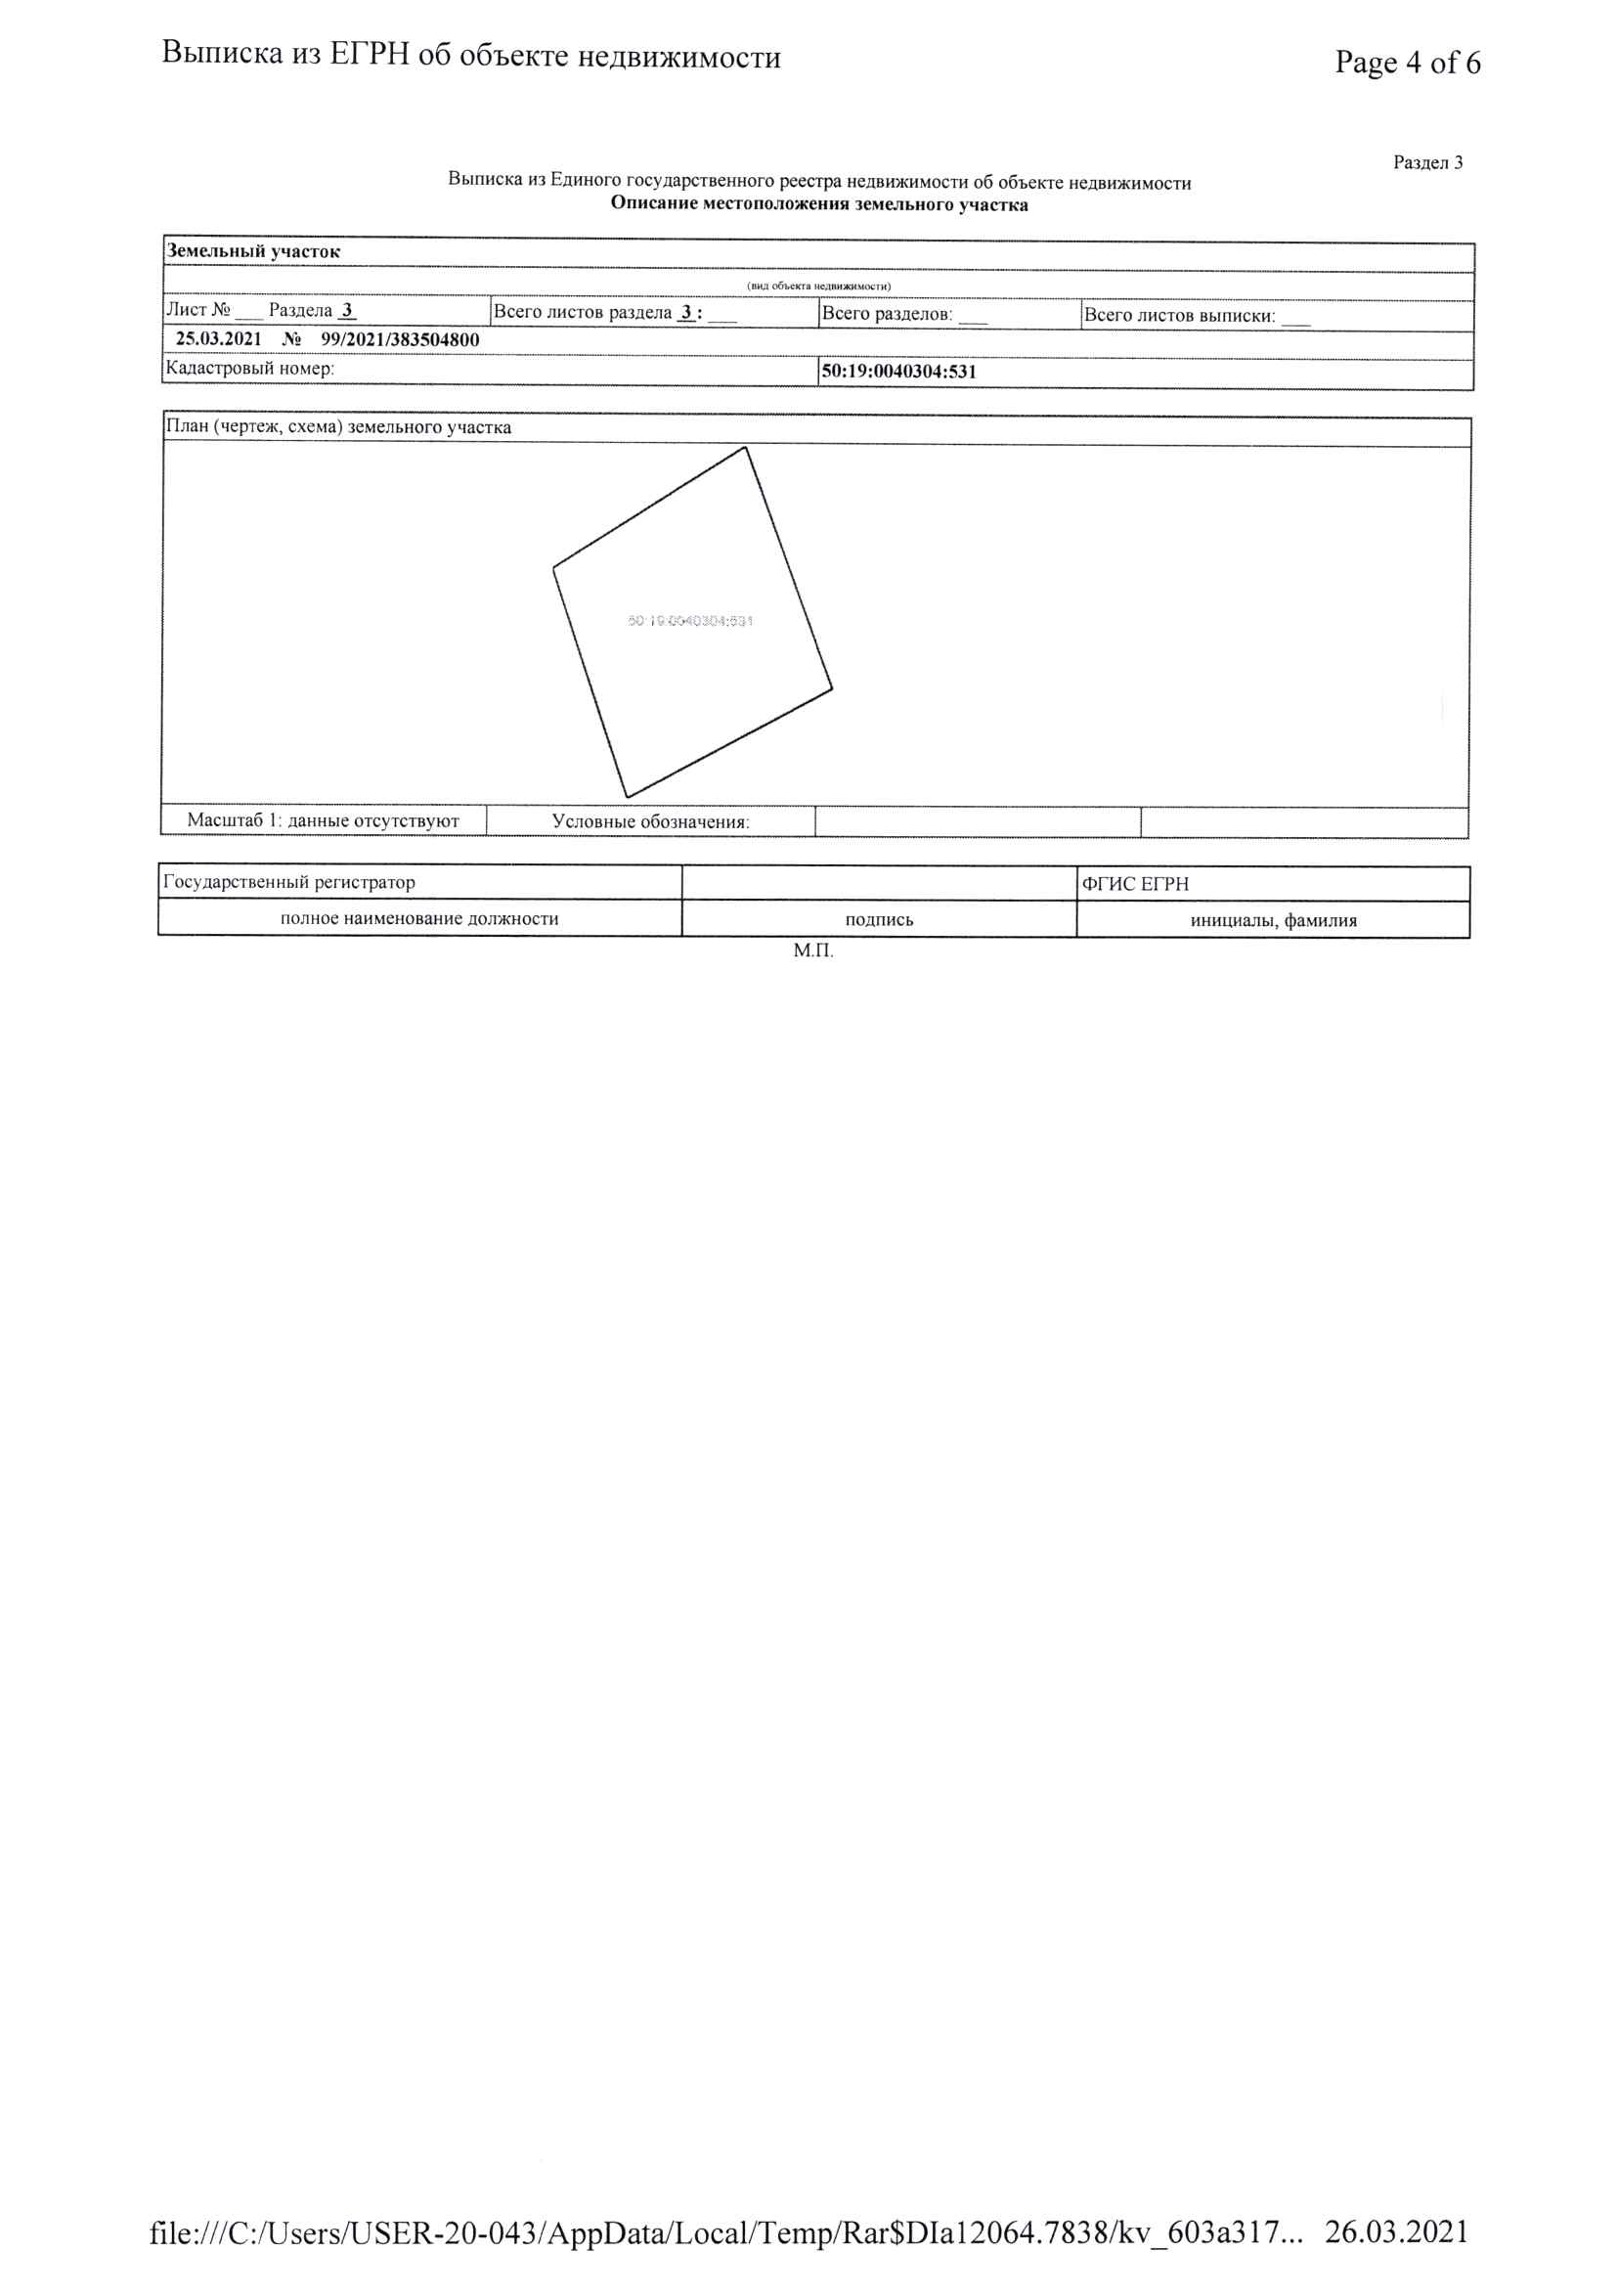 Выписка из ЕГРН об объекте недвижимости Page 4 of 6
Раздел 3
Выписка из Единого государственного реестра недвижимости об объекте недвижимости
Описание местоположения земельного участка
Земельный участок
(вид объекта недвижимости)
Лист № ___ Раздела 3 Всего листов раздела 3 : ___ Всего разделов: ___ Всего листов выписки: ___
25.03.2021 № 99/2021/383504800
Кадастровый номер: 50:19:0040304:531
План (чертеж, схема) земельного участка
50:19:0040304:531
Масштаб 1: данные отсутствуют Условные обозначения:
Государственный регистратор ФГИС ЕГРН
полное наименование должности подпись инициалы, фамилия
М.П.
file:///C:/Users/USER-20-043/AppData/Local/Temp/Rar$DIa12064.7838/kv_603a317... 26.03.2021